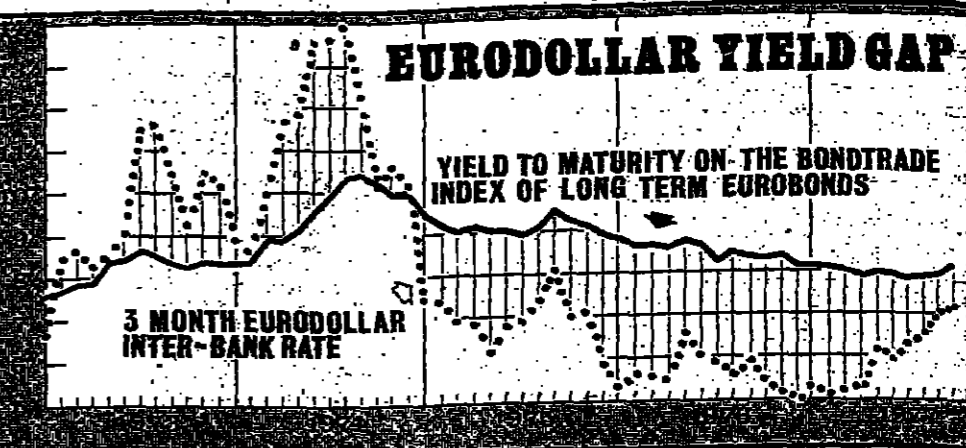 EURODOLLAR YIELD GAP
YIELD TO MATURITY ON THE BONDTRADE
INDEX OF LONG TERM EUROBONDS
3 MONTH EURODOLLAR
INTER-BANK RATE